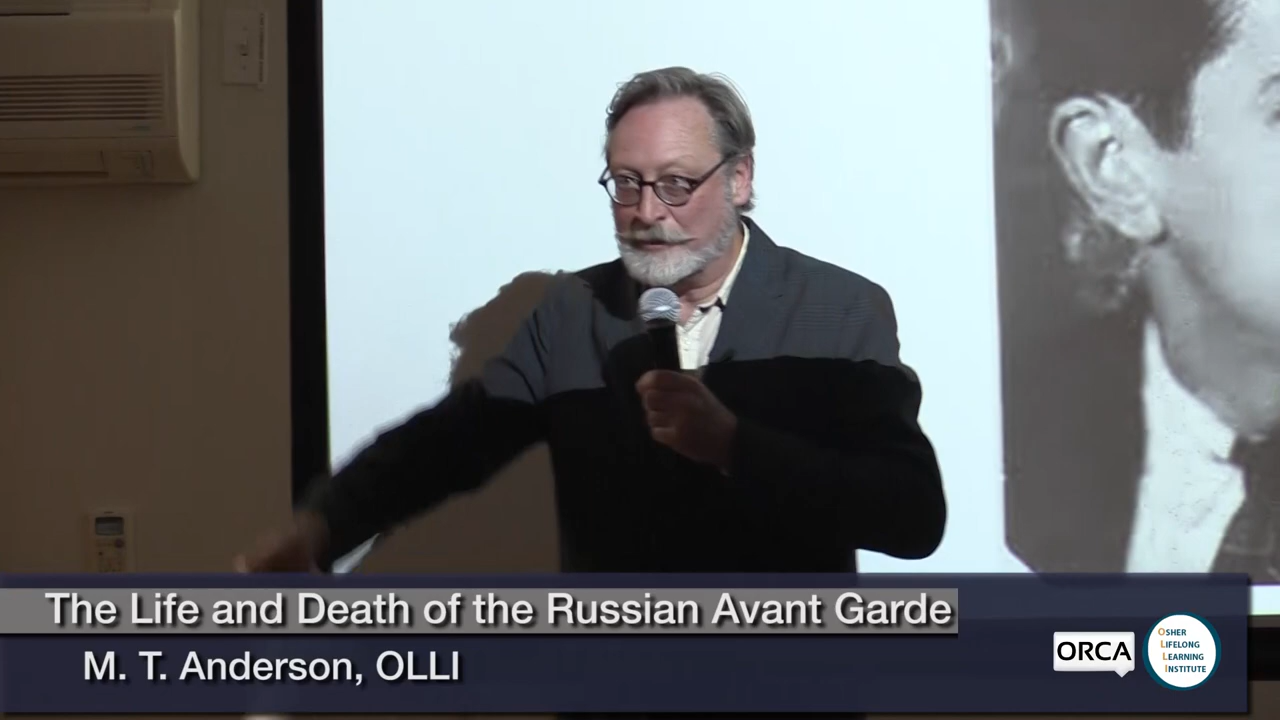 The Life and Death of the Russian Avant Garde
M. T. Anderson, OLLI
ORCA
OSHER
LIFELONG
LEARNING
INSTITUTE